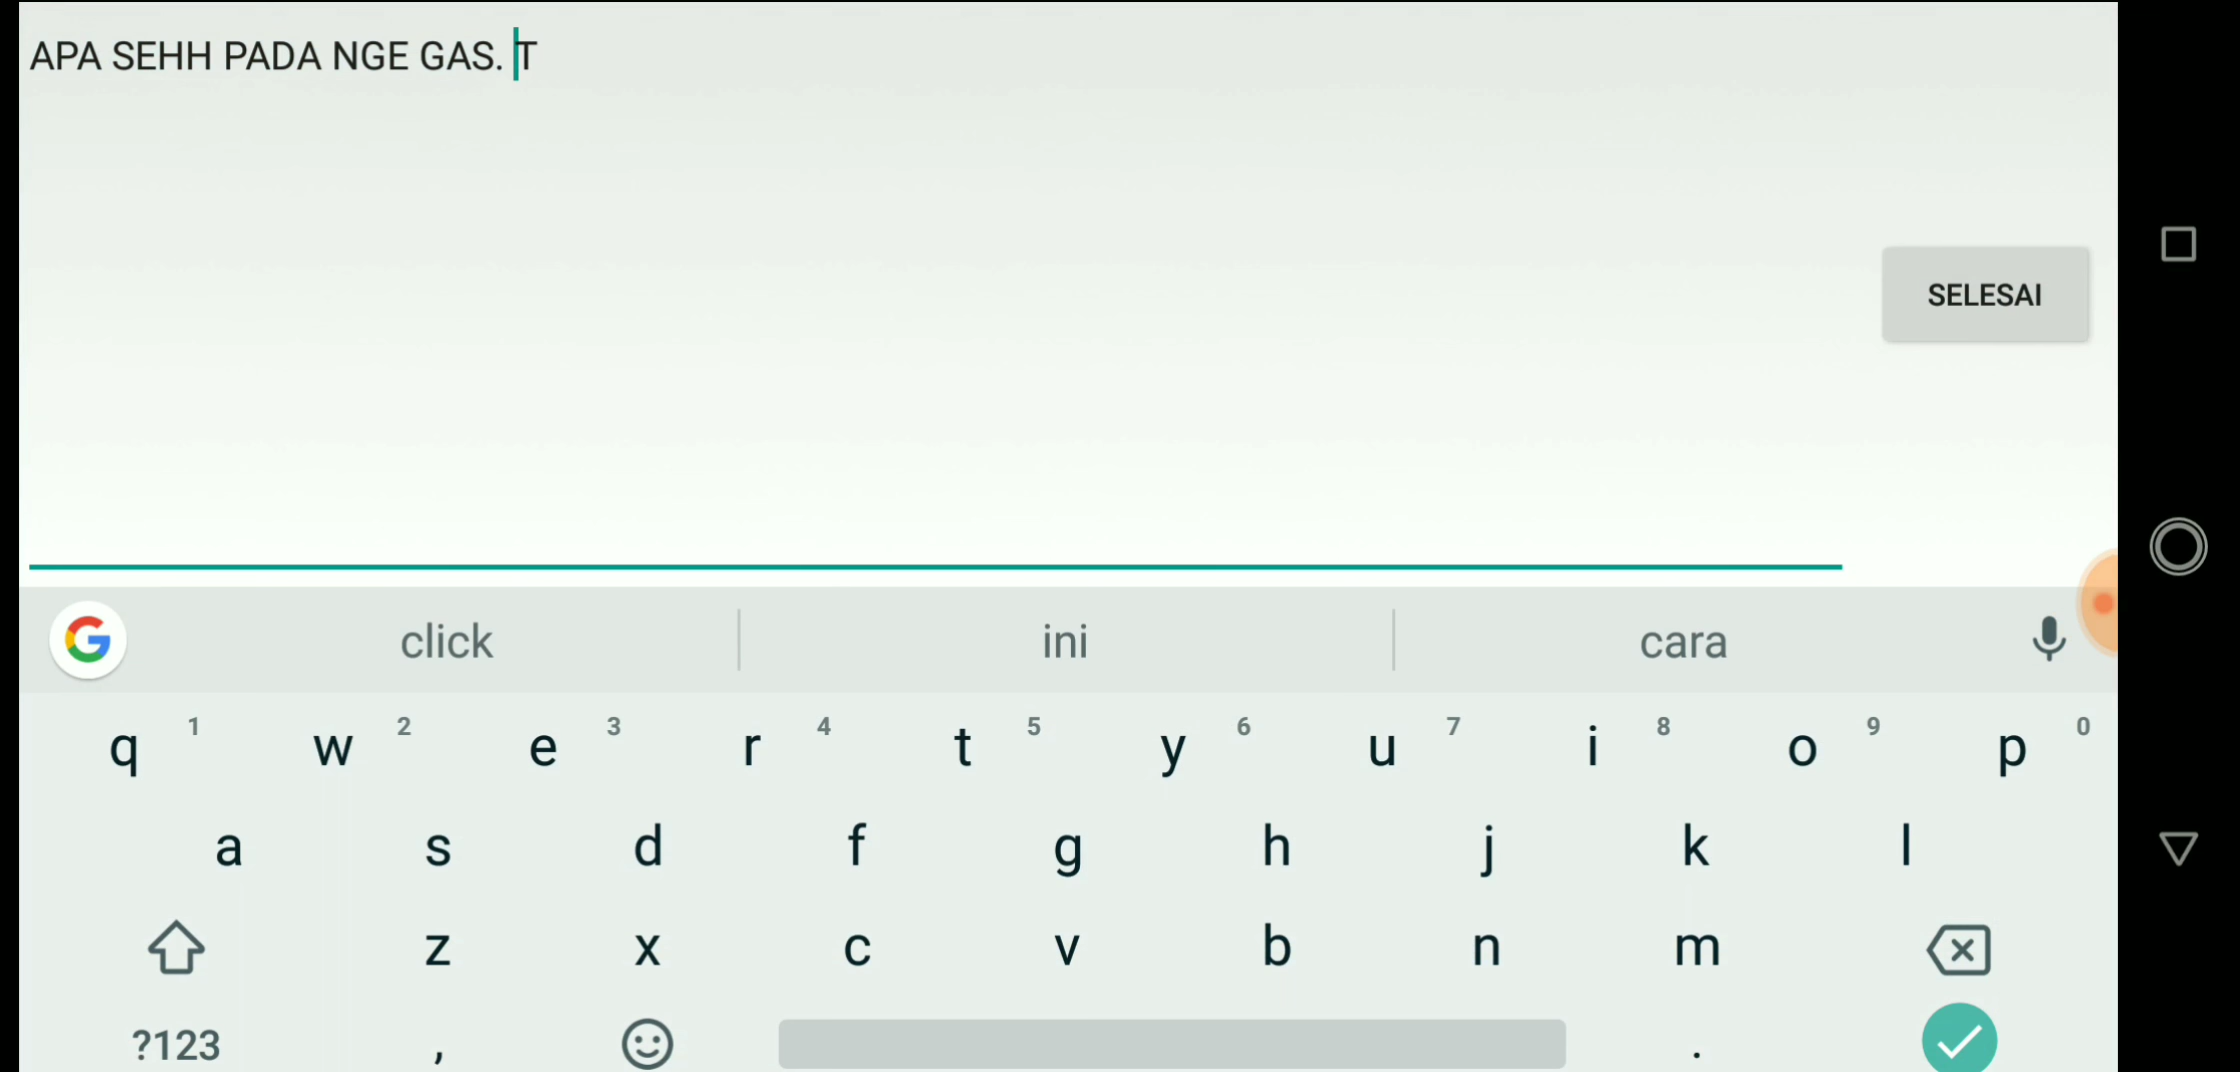 APA SEHH PADA NGE GAS. T
SELESAI
click ini cara
q 1 w 2 e 3 r 4 t 5 y 6 u 7 i 8 o 9 p 0
a s d f g h j k l
z x c v b n m
?123 , .